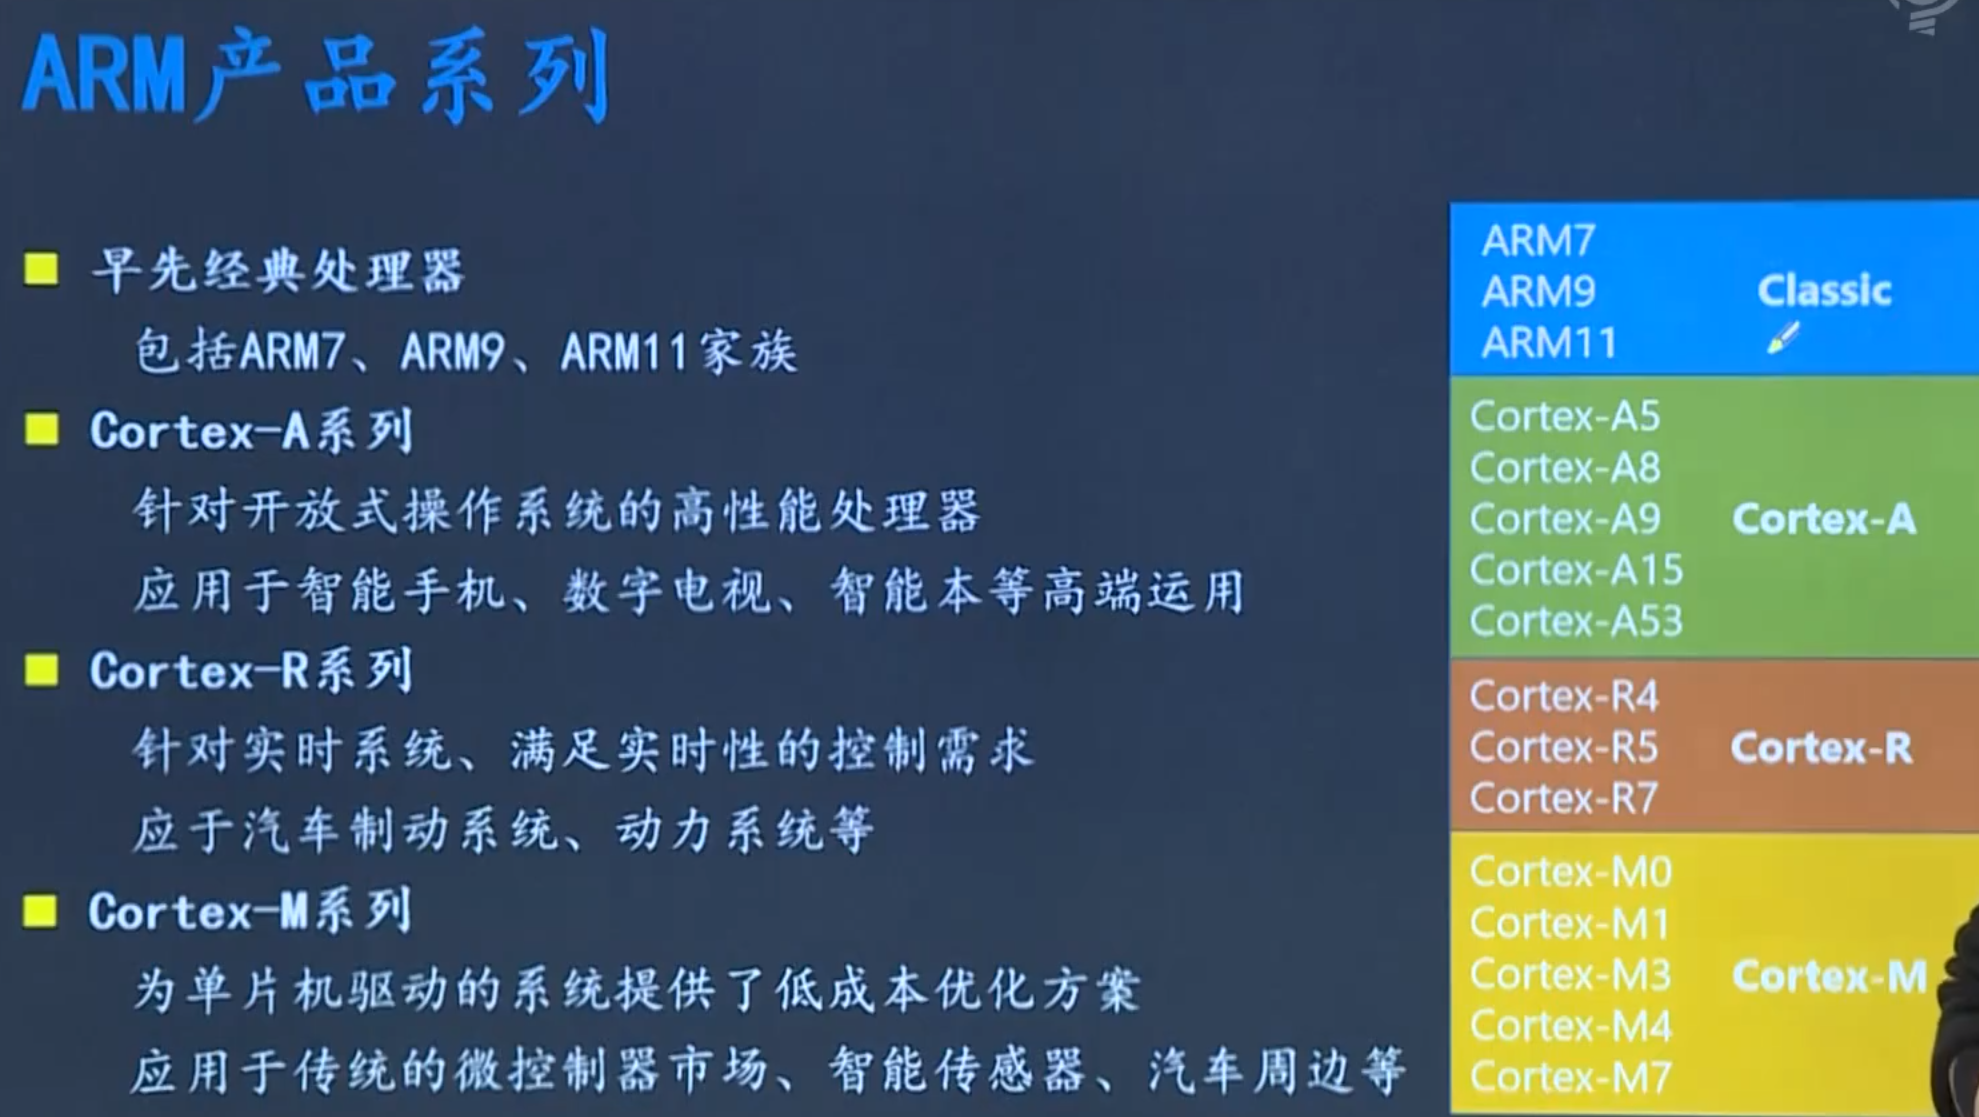 ARM产品系列
早先经典处理器
包括ARM7、ARM9、ARM11家族
Cortex-A系列
针对开放式操作系统的高性能处理器
应用于智能手机、数字电视、智能本等高端运用
Cortex-R系列
针对实时系统、满足实时性的控制需求
应于汽车制动系统、动力系统等
Cortex-M系列
为单片机驱动的系统提供了低成本优化方案
应用于传统的微控制器市场、智能传感器、汽车周边等
ARM7
ARM9
ARM11
Classic
Cortex-A5
Cortex-A8
Cortex-A9
Cortex-A15
Cortex-A53
Cortex-A
Cortex-R4
Cortex-R5
Cortex-R7
Cortex-R
Cortex-M0
Cortex-M1
Cortex-M3
Cortex-M4
Cortex-M7
Cortex-M